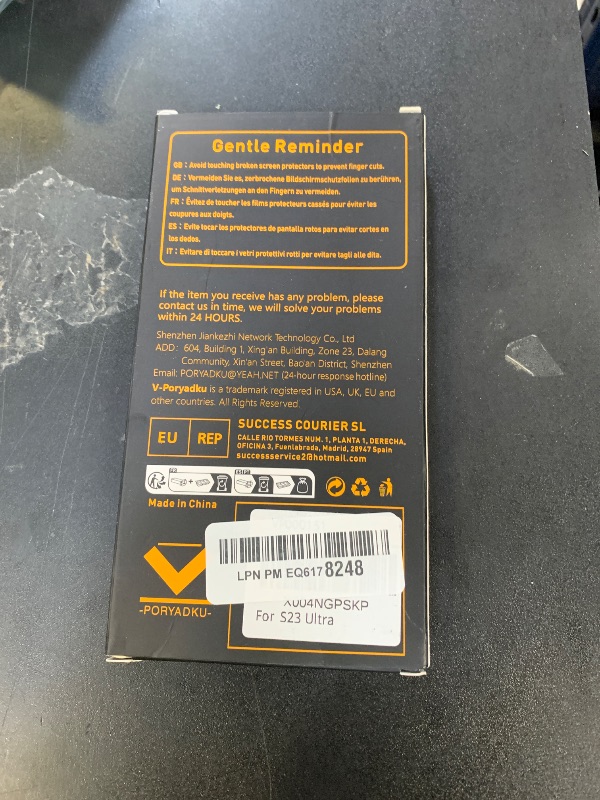 Gentle Reminder
GB : Avoid touching broken screen protectors to prevent finger cuts.
DE : Vermeiden Sie es, zerbrochene Bildschirmschutzfolien zu berühren,
um Schnittverletzungen an den Fingern zu vermeiden.
FR : Évitez de toucher les films protecteurs cassés pour éviter les
coupures aux doigts.
ES : Evite tocar los protectores de pantalla rotos para evitar cortes en
los dedos.
IT : Evitare di toccare i vetri protettivi rotti per evitare tagli alle dita.
If the item you receive has any problem, please
contact us in time, we will solve your problems
within 24 HOURS.
Shenzhen Jiankezhi Network Technology Co., Ltd
ADD: 604, Building 1, Xing'an Building, Zone 23, Dalang
Community, Xin'an Street, Bao'an District, Shenzhen
Email: PORYADKU@YEAH.NET (24-hour response hotline)
V-Poryadku is a trademark registered in USA, UK, EU and
other countries. All Rights Reserved.
EU REP
SUCCESS COURIER SL
CALLE RIO TORMES NUM. 1, PLANTA 1, DERECHA,
OFICINA 3, Fuenlabrada, Madrid, 28947 Spain
successservice2@hotmail.com
Made in China
LPN PM EQ6178248
X004NGPSKP
For S23 Ultra
-PORYADKU-